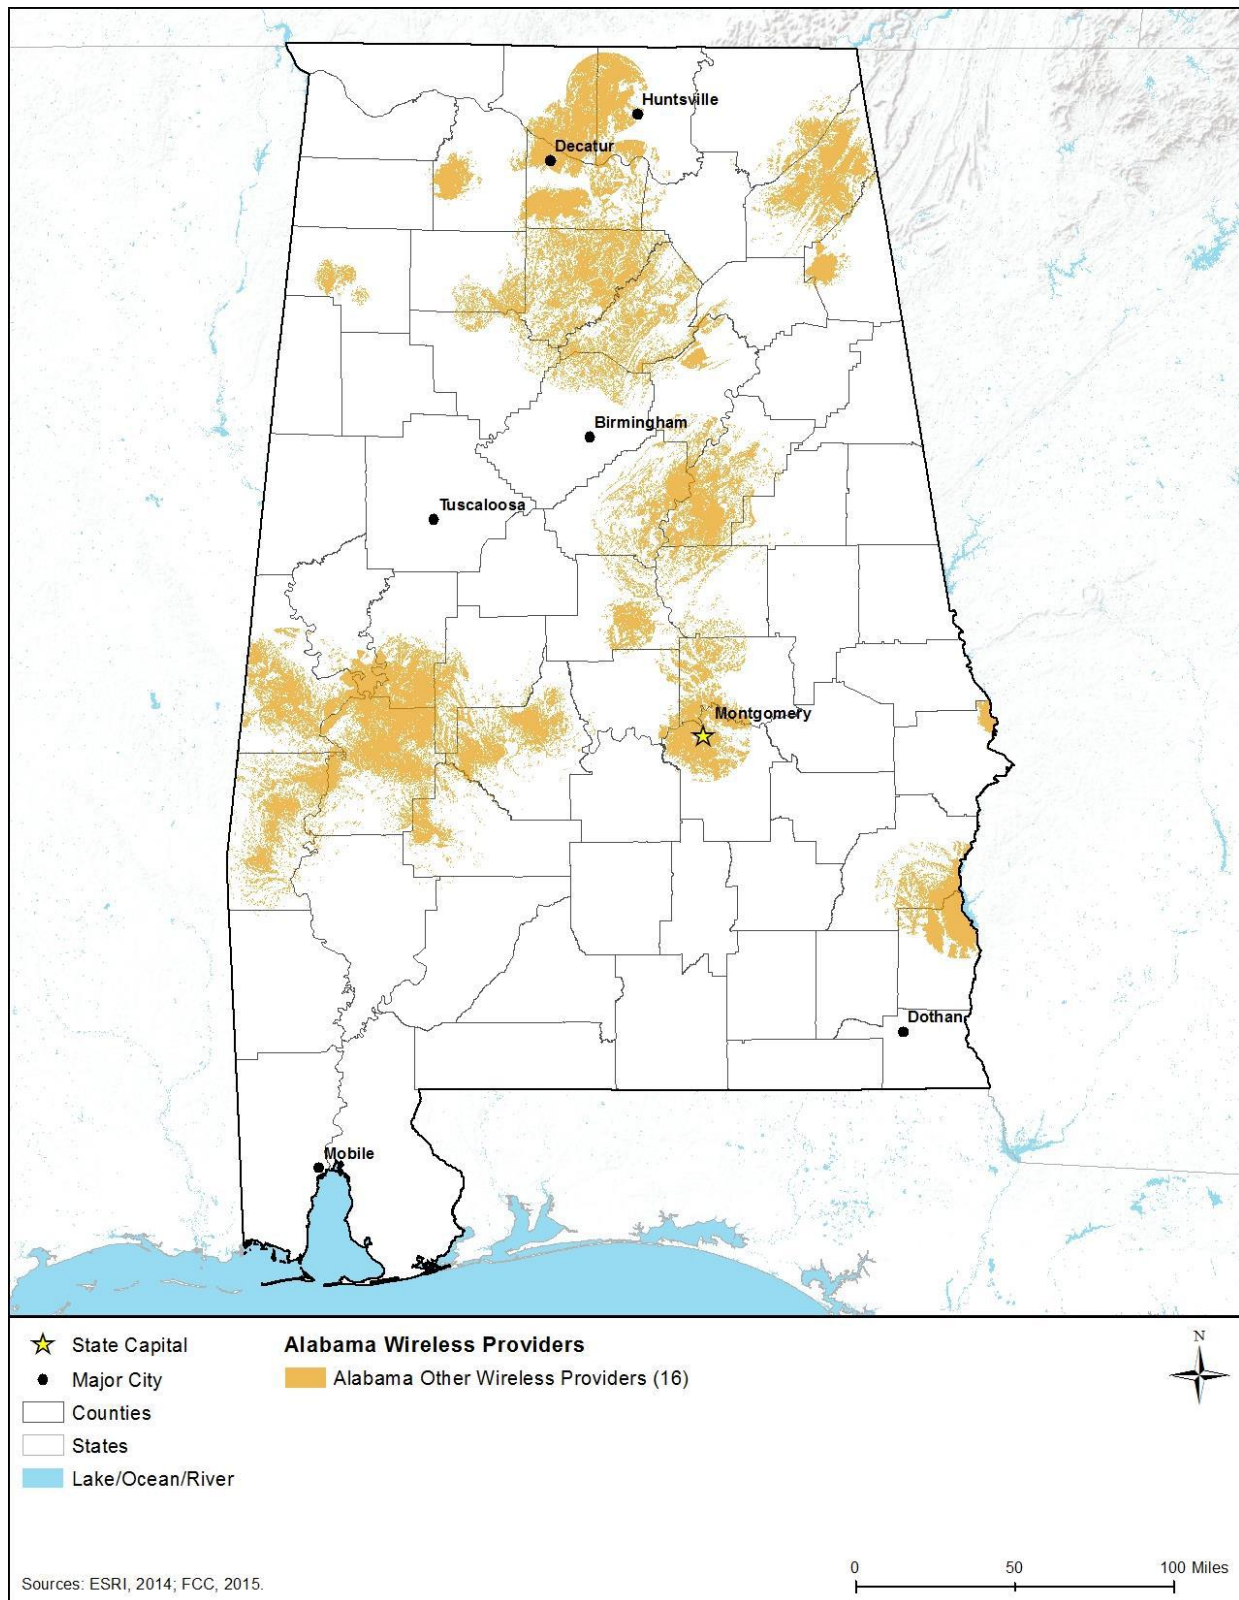 Huntsville
Decatur
Birmingham
Tuscaloosa
Montgomery
Dothan
Mobile
State Capital
Major City
Counties
States
Lake/Ocean/River
Alabama Wireless Providers
Alabama Other Wireless Providers (16)
N
Sources: ESRI, 2014; FCC, 2015.
0 50 100 Miles